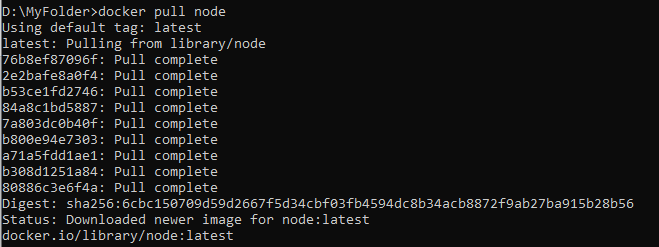 D:\MyFolder>docker pull node
Using default tag: latest
latest: Pulling from library/node
76b8ef87096f: Pull complete
2e2bafe8a0f4: Pull complete
b53ce1fd2746: Pull complete
84a8c1bd5887: Pull complete
7a803dc0b40f: Pull complete
b800e94e7303: Pull complete
a71a5fdd1ae1: Pull complete
b308d1251a84: Pull complete
80886c3e6f4a: Pull complete
Digest: sha256:6cbc150709d59d2667f5d34cbf03fb4594dc8b34acb8872f9ab27ba915b28b56
Status: Downloaded newer image for node:latest
docker.io/library/node:latest